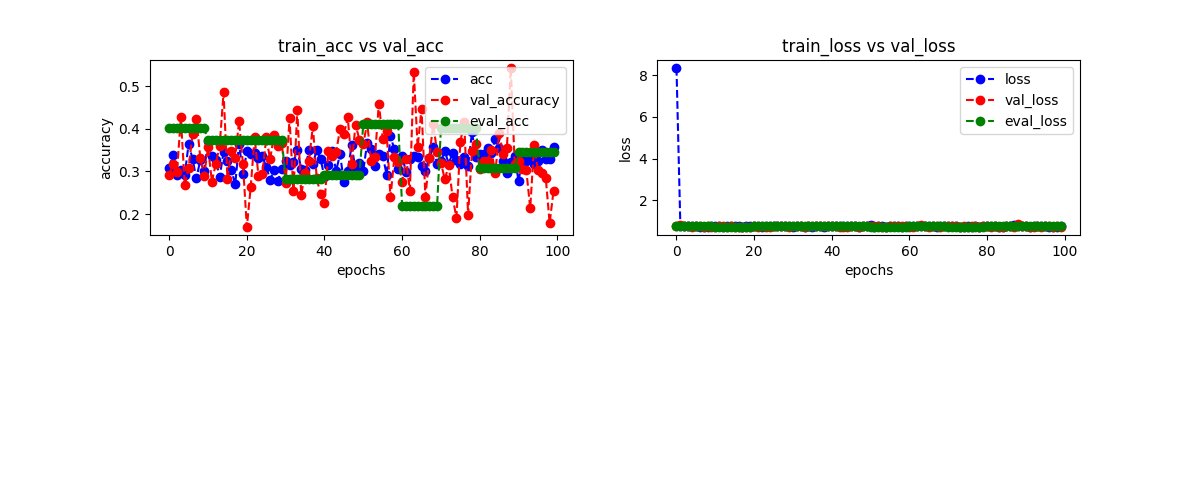 train_acc vs val_acc
accuracy
0.5
0.4
0.3
0.2
0 20 40 60 80 100
epochs
acc
val_accuracy
eval_acc
train_loss vs val_loss
loss
8
6
4
2
0 20 40 60 80 100
epochs
loss
val_loss
eval_loss